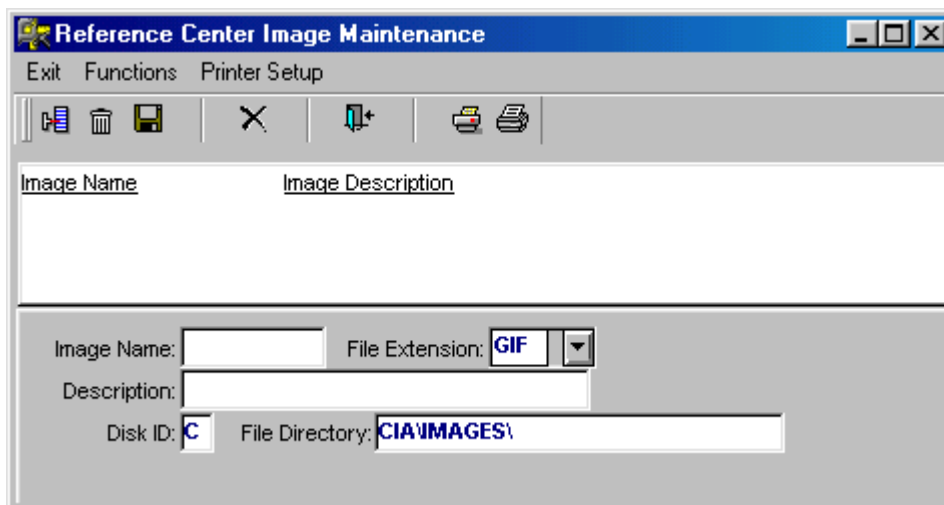 Reference Center Image Maintenance
Exit Functions Printer Setup
Image Name Image Description
Image Name: File Extension: GIF
Description:
Disk ID: C File Directory: CIA\IMAGES\